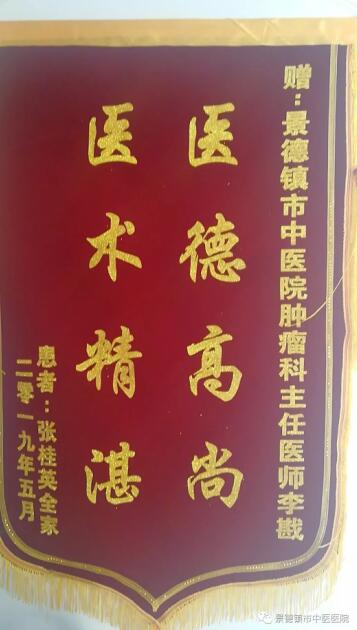 赠：景德镇市中医院肿瘤科主任医师李戡
医德高尚
医术精湛
患者：张桂英全家
二零一九年五月
景德镇市中医医院